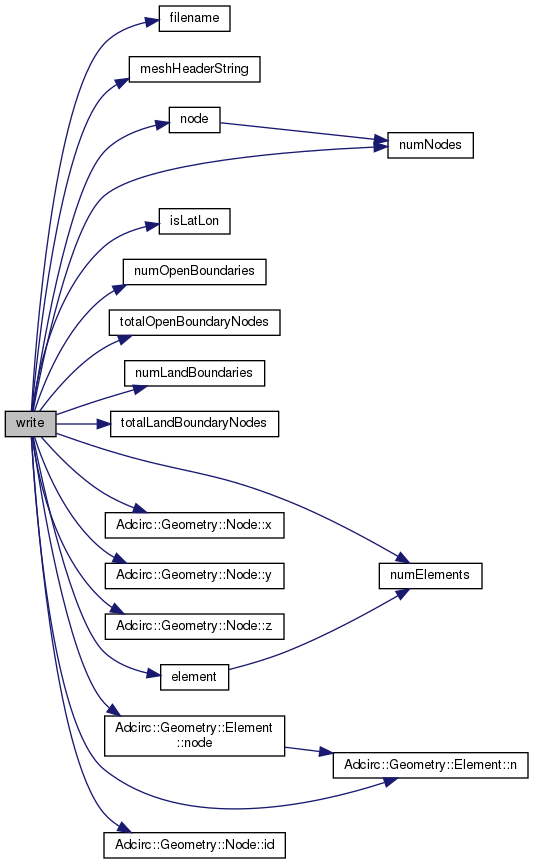 filename
meshHeaderString
node
numNodes
isLatLon
numOpenBoundaries
totalOpenBoundaryNodes
numLandBoundaries
write
totalLandBoundaryNodes
Adcirc::Geometry::Node::x
Adcirc::Geometry::Node::y
numElements
Adcirc::Geometry::Node::z
element
Adcirc::Geometry::Element
::node
Adcirc::Geometry::Element::n
Adcirc::Geometry::Node::id